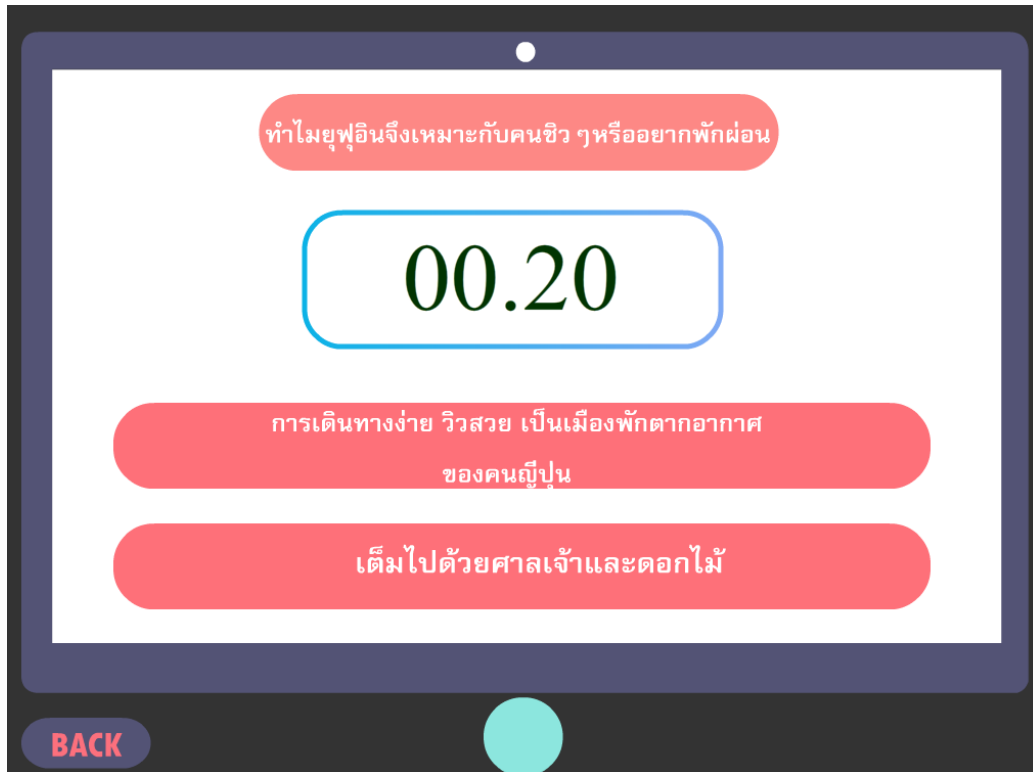 ทำไมยุฟุอินจึงเหมาะกับคนชิว ๆหรืออยากพักผ่อน
00.20
การเดินทางง่าย วิวสวย เป็นเมืองพักตากอากาศ
ของคนญี่ปุ่น
เต็มไปด้วยศาลเจ้าและดอกไม้
BACK